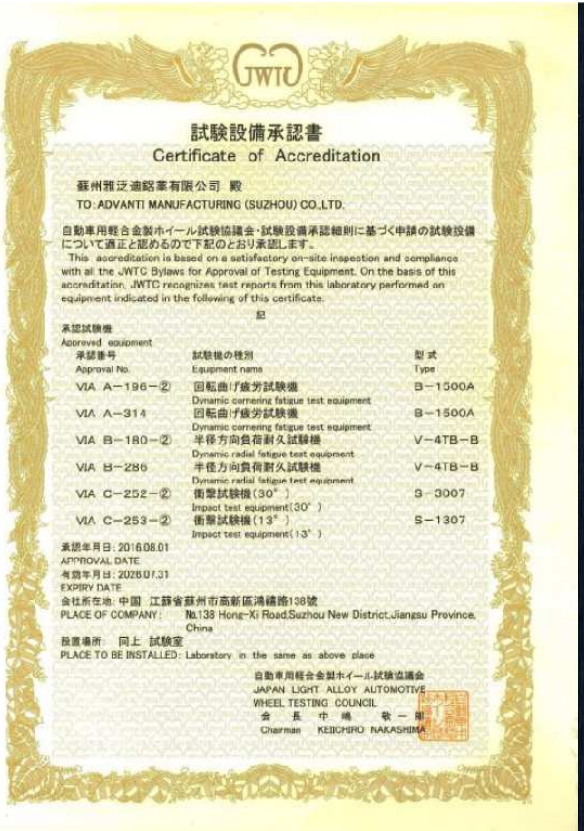 JWTC
試験設備承認書
Certificate of Accreditation
蘇州雅泛迪鋁業有限公司 殿
TO: ADVANTI MANUFACTURING (SUZHOU) CO.,LTD.
自動車用軽合金製ホイール試験協議会・試験設備承認細則に基づく申請の試験設備
について適正と認めるので下記のとおり承認します。
This accreditation is based on a satisfactory on-site inspection and compliance
with all the JWTC Bylaws for Approval of Testing Equipment. On the basis of this
accreditation, JWTC recognizes test reports from this laboratory performed on
equipment indicated in the following of this certificate.
記
承認試験機
Approved equipment
承認番号 試験機の種別 型式
Approval No. Equipment name Type
VIA A-196-② 回転曲げ疲労試験機 B-1500A
Dynamic cornering fatigue test equipment
VIA A-314 回転曲げ疲労試験機 B-1500A
Dynamic cornering fatigue test equipment
VIA B-180-② 半径方向負荷耐久試験機 V-4TB-B
Dynamic radial fatigue test equipment
VIA B-286 半径方向負荷耐久試験機 V-4TB-B
Dynamic radial fatigue test equipment
VIA C-252-② 衝撃試験機(30°) S-3007
Impact test equipment(30°)
VIA C-253-② 衝撃試験機(13°) S-1307
Impact test equipment(13°)
承認年月日: 2016.08.01
APPROVAL DATE
有効年月日: 2026.07.31
EXPIRY DATE
会社所在地: 中国 江蘇省蘇州市高新區鴻禧路138號
PLACE OF COMPANY: No.138 Hong-Xi Road,Suzhou New District,Jiangsu Province,
China
設置場所: 同上 試験室
PLACE TO BE INSTALLED: Laboratory in the same as above place
自動車用軽合金製ホイール試験協議会
JAPAN LIGHT ALLOY AUTOMOTIVE
WHEEL TESTING COUNCIL
会長 中嶋 敬一郎
Chairman KEIICHIRO NAKASHIMA